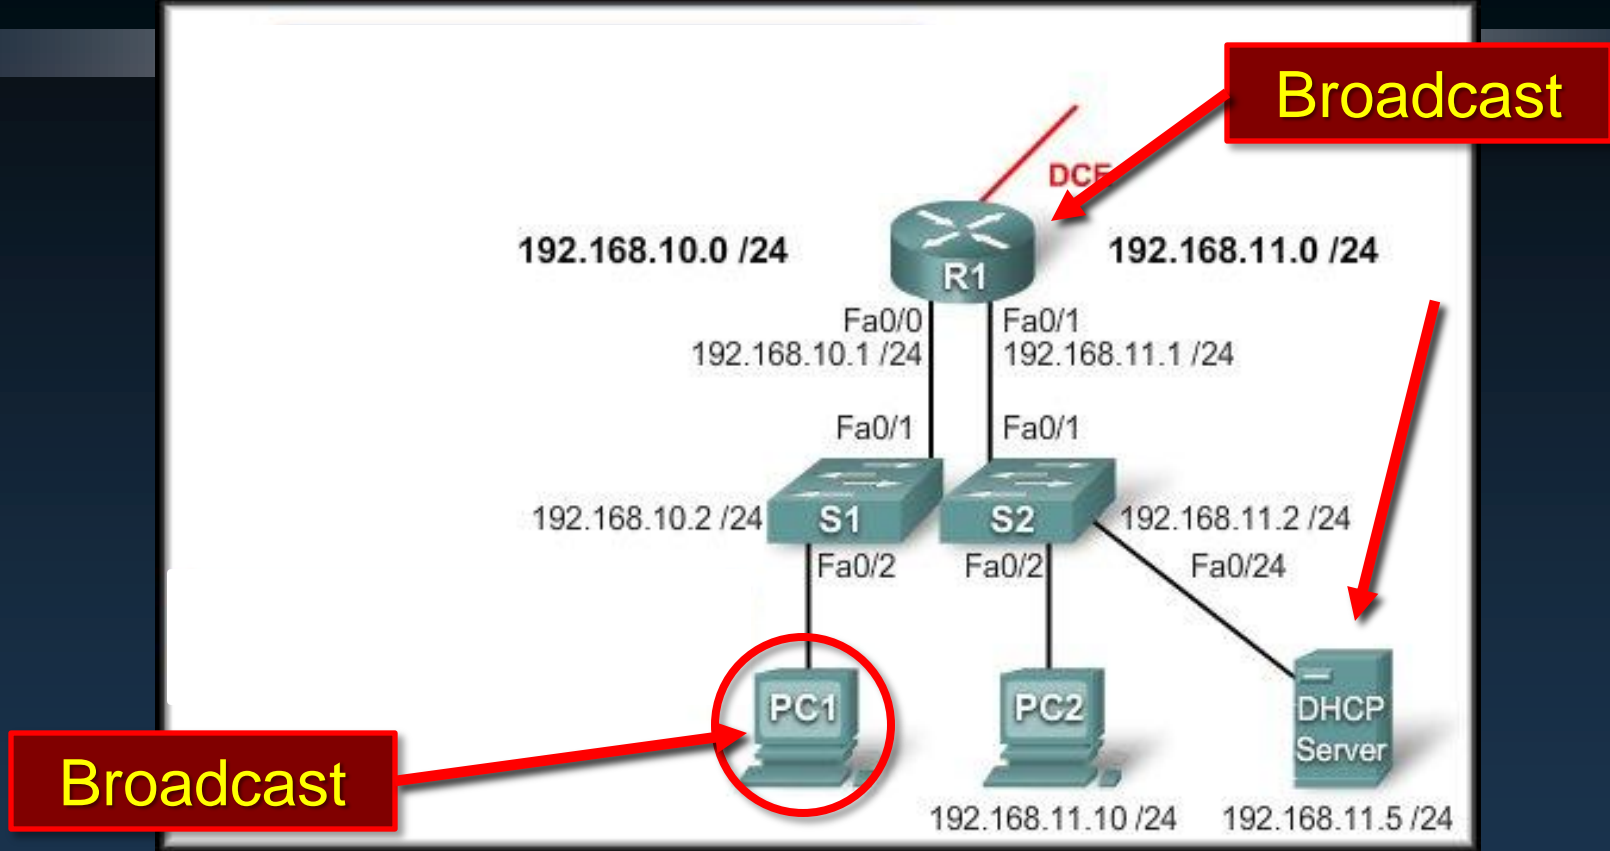 Broadcast
DCE
192.168.10.0 /24
192.168.11.0 /24
R1
Fa0/0
Fa0/1
192.168.10.1 /24
192.168.11.1 /24
Fa0/1
Fa0/1
192.168.10.2 /24
S1
S2
192.168.11.2 /24
Fa0/2
Fa0/2
Fa0/24
PC1
PC2
DHCP
Server
Broadcast
192.168.11.10 /24
192.168.11.5 /24